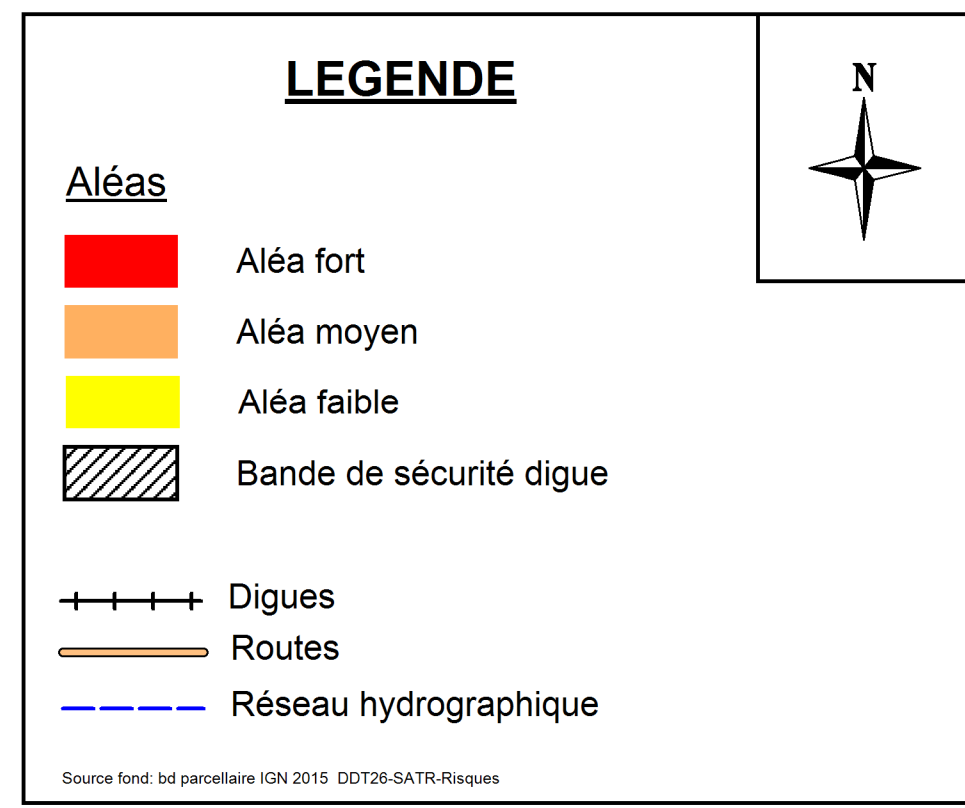 LEGENDE
N
Aléas
Aléa fort
Aléa moyen
Aléa faible
Bande de sécurité digue
Digues
Routes
Réseau hydrographique
Source fond: bd parcellaire IGN 2015 DDT26-SATR-Risques